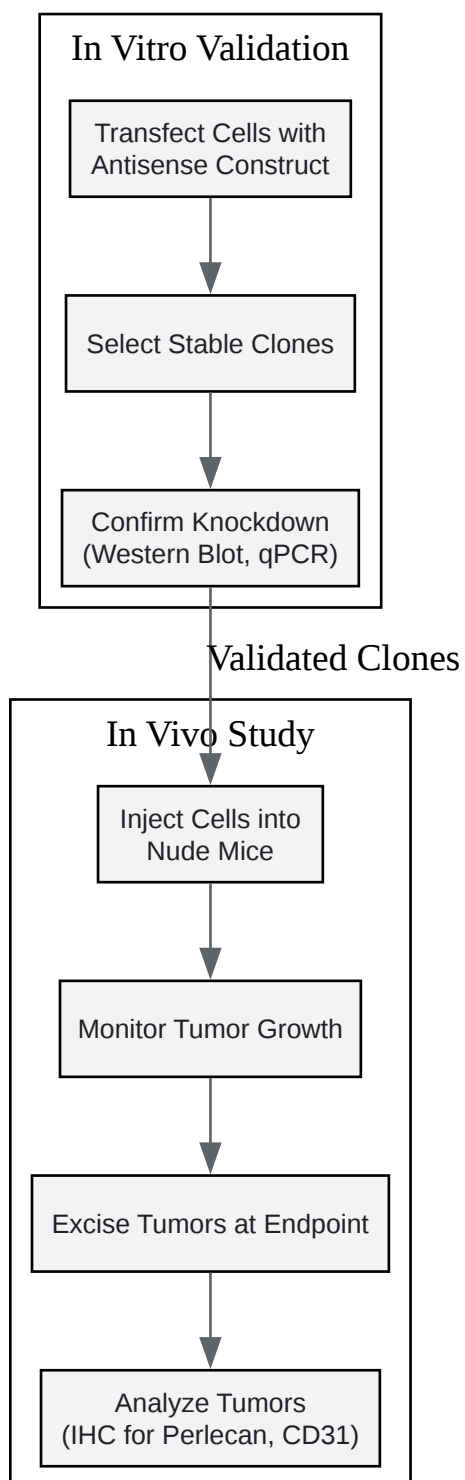 In Vitro Validation
Transfect Cells with
Antisense Construct
Select Stable Clones
Confirm Knockdown
(Western Blot, qPCR)
Validated Clones
In Vivo Study
Inject Cells into
Nude Mice
Monitor Tumor Growth
Excise Tumors at Endpoint
Analyze Tumors
(IHC for Perlecan, CD31)